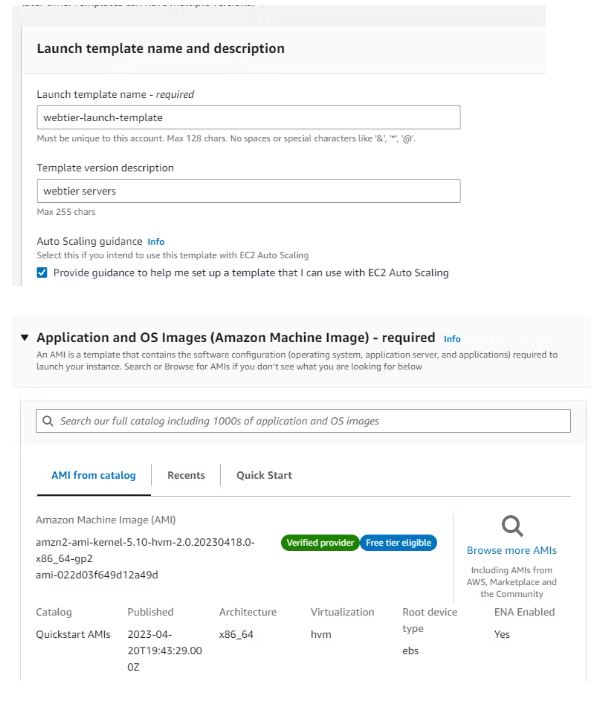 Launch template name and description
Launch template name - required
webtier-launch-template
Must be unique to this account. Max 128 chars. No spaces or special characters like '&', '*', '@'.
Template version description
webtier servers
Max 255 chars
Auto Scaling guidance Info
Select this if you intend to use this template with EC2 Auto Scaling
Provide guidance to help me set up a template that I can use with EC2 Auto Scaling
Application and OS Images (Amazon Machine Image) - required Info
An AMI is a template that contains the software configuration (operating system, application server, and applications) required to
launch your instance. Search or Browse for AMIs if you don't see what you are looking for below
Search our full catalog including 1000s of application and OS images
AMI from catalog Recents Quick Start
Amazon Machine Image (AMI)
amzn2-ami-kernel-5.10-hvm-2.0.20230418.0-
x86_64-gp2
ami-022d03f649d12a49d
Verified provider Free tier eligible
Browse more AMIs
Including AMIs from
AWS, Marketplace and
the Community
Catalog Published Architecture Virtualization Root device
type ENA Enabled
Quickstart AMIs 2023-04-
20T19:43:29.00
0Z x86_64 hvm ebs Yes